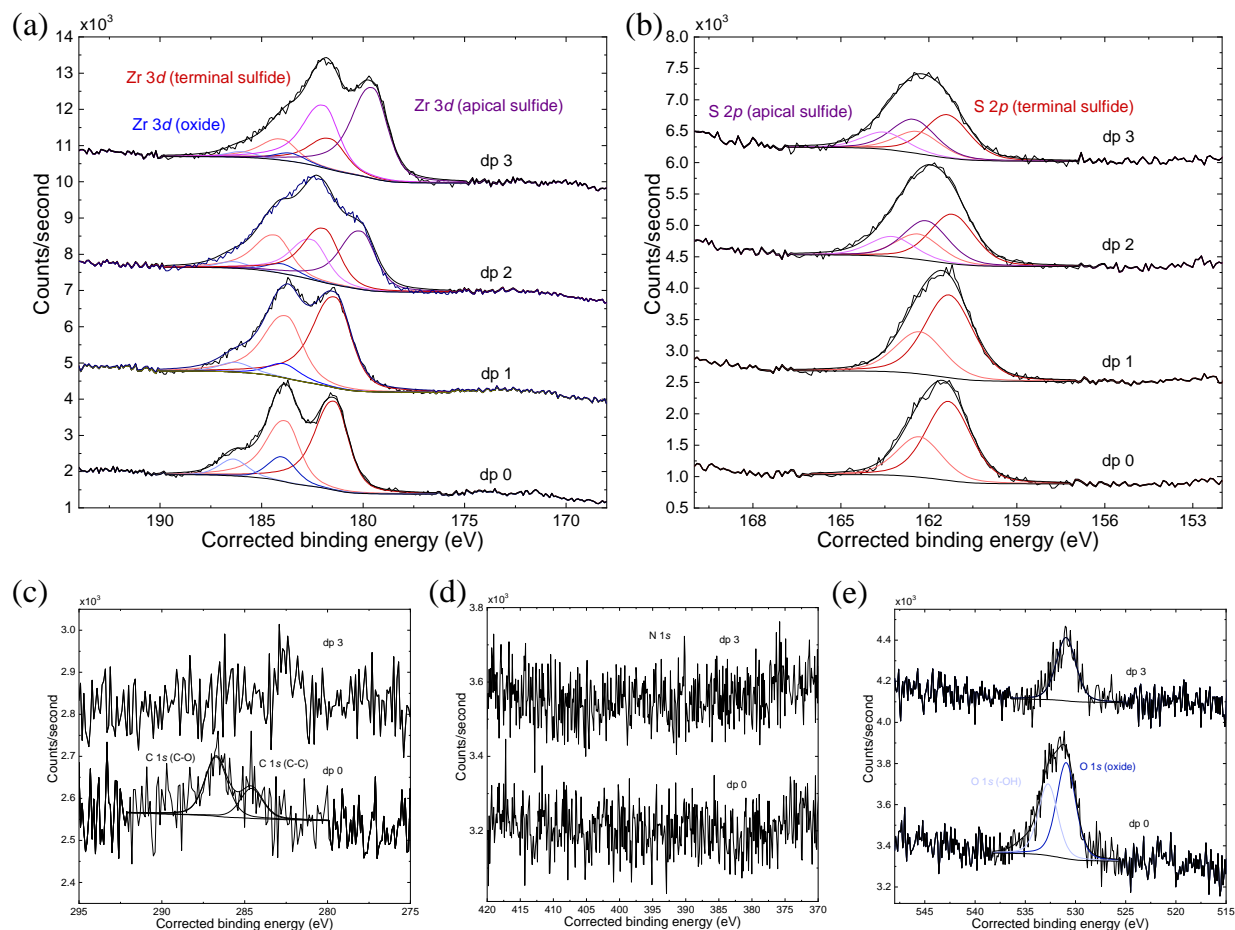 (a)
×10³
14
13
12
11
10
9
8
7
6
5
4
3
2
1
Counts/second
Zr 3d (terminal sulfide)
Zr 3d (apical sulfide)
Zr 3d (oxide)
dp 3
dp 2
dp 1
dp 0
190 185 180 175 170
Corrected binding energy (eV)
(b)
×10³
8.0
7.5
7.0
6.5
6.0
5.5
5.0
4.5
4.0
3.5
3.0
2.5
2.0
1.5
1.0
0.5
Counts/second
S 2p (apical sulfide)
S 2p (terminal sulfide)
dp 3
dp 2
dp 1
dp 0
168 165 162 159 156 153
Corrected binding energy (eV)
(c)
×10³
3.0
2.9
2.8
2.7
2.6
2.5
2.4
Counts/second
dp 3
C 1s (C-O)
C 1s (C-C)
dp 0
295 290 285 280 275
Corrected binding energy (eV)
(d)
×10³
3.8
3.6
3.4
3.2
3.0
Counts/second
N 1s
dp 3
dp 0
420 415 410 405 400 395 390 385 380 375 370
Corrected binding energy (eV)
(e)
×10³
4.4
4.2
4.0
3.8
3.6
3.4
3.2
Counts/second
dp 3
O 1s (-OH)
O 1s (oxide)
dp 0
545 540 535 530 525 520 515
Corrected binding energy (eV)